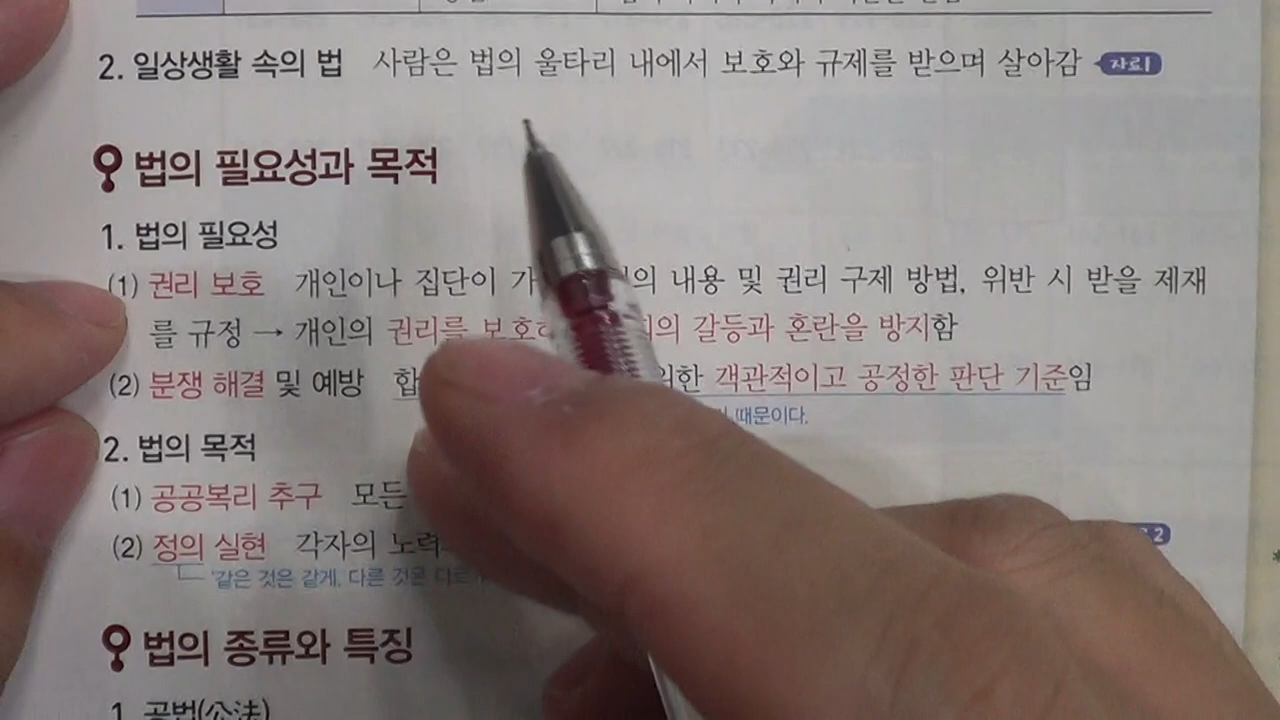 2. 일상생활 속의 법 사람은 법의 울타리 내에서 보호와 규제를 받으며 살아감 자료1
법의 필요성과 목적
1. 법의 필요성
(1) 권리 보호 개인이나 집단이 의 내용 및 권리 구제 방법, 위반 시 받을 제재
를 규정 → 개인의 권리를 보호 의 갈등과 혼란을 방지함
(2) 분쟁 해결 및 예방 위한 객관적이고 공정한 판단 기준임
때문이다.
2. 법의 목적
(1) 공공복리 추구 모든
(2) 정의 실현 각자의 노력 2
'같은 것은 같게, 다른 것은
법의 종류와 특징
1. 공법(公法)